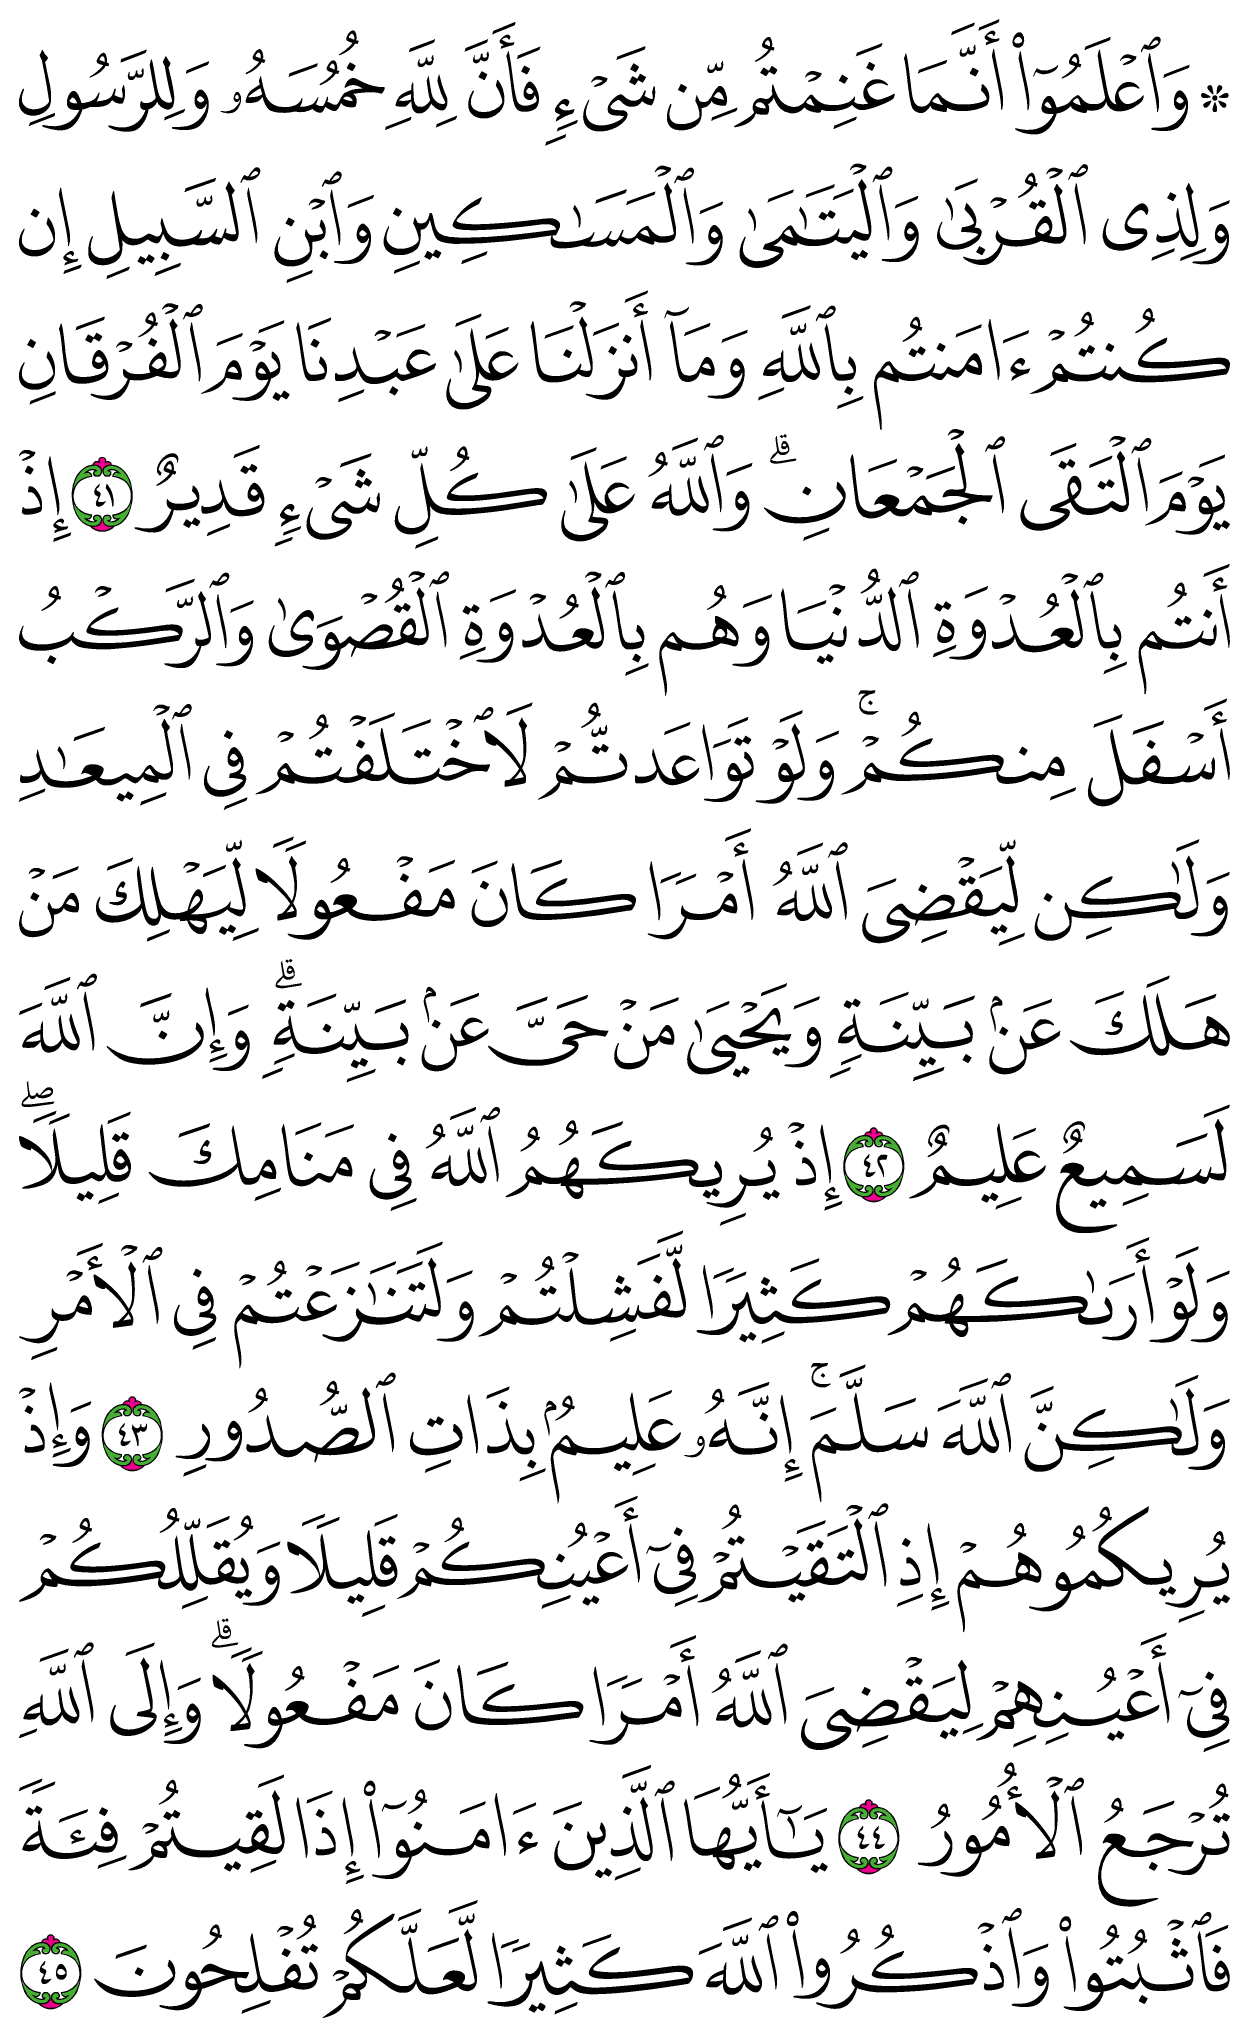 ۞ وَٱعۡلَمُوٓاْ أَنَّمَا غَنِمۡتُم مِّن شَيۡءٖ فَأَنَّ لِلَّهِ خُمُسَهُۥ وَلِلرَّسُولِ
وَلِذِي ٱلۡقُرۡبَىٰ وَٱلۡيَتَٰمَىٰ وَٱلۡمَسَٰكِينِ وَٱبۡنِ ٱلسَّبِيلِ إِن
كُنتُمۡ ءَامَنتُم بِٱللَّهِ وَمَآ أَنزَلۡنَا عَلَىٰ عَبۡدِنَا يَوۡمَ ٱلۡفُرۡقَانِ
يَوۡمَ ٱلۡتَقَى ٱلۡجَمۡعَانِۗ وَٱللَّهُ عَلَىٰ كُلِّ شَيۡءٖ قَدِيرٌ ٤١ إِذۡ
أَنتُم بِٱلۡعُدۡوَةِ ٱلدُّنۡيَا وَهُم بِٱلۡعُدۡوَةِ ٱلۡقُصۡوَىٰ وَٱلرَّكۡبُ
أَسۡفَلَ مِنكُمۡۚ وَلَوۡ تَوَاعَدتُّمۡ لَٱخۡتَلَفۡتُمۡ فِي ٱلۡمِيعَٰدِ
وَلَٰكِن لِّيَقۡضِيَ ٱللَّهُ أَمۡرٗا كَانَ مَفۡعُولٗا لِّيَهۡلِكَ مَنۡ
هَلَكَ عَنۢ بَيِّنَةٖ وَيَحۡيَىٰ مَنۡ حَيَّ عَنۢ بَيِّنَةٖۗ وَإِنَّ ٱللَّهَ
لَسَمِيعٌ عَلِيمٌ ٤٢ إِذۡ يُرِيكَهُمُ ٱللَّهُ فِي مَنَامِكَ قَلِيلٗاۖ
وَلَوۡ أَرَىٰكَهُمۡ كَثِيرٗا لَّفَشِلۡتُمۡ وَلَتَنَٰزَعۡتُمۡ فِي ٱلۡأَمۡرِ
وَلَٰكِنَّ ٱللَّهَ سَلَّمَۚ إِنَّهُۥ عَلِيمُۢ بِذَاتِ ٱلصُّدُورِ ٤٣ وَإِذۡ
يُرِيكُمُوهُمۡ إِذِ ٱلۡتَقَيۡتُمۡ فِيٓ أَعۡيُنِكُمۡ قَلِيلٗا وَيُقَلِّلُكُمۡ
فِيٓ أَعۡيُنِهِمۡ لِيَقۡضِيَ ٱللَّهُ أَمۡرٗا كَانَ مَفۡعُولٗاۗ وَإِلَى ٱللَّهِ
تُرۡجَعُ ٱلۡأُمُورُ ٤٤ يَٰٓأَيُّهَا ٱلَّذِينَ ءَامَنُوٓاْ إِذَا لَقِيتُمۡ فِئَةٗ
فَٱثۡبُتُواْ وَٱذۡكُرُواْ ٱللَّهَ كَثِيرٗا لَّعَلَّكُمۡ تُفۡلِحُونَ ٤٥